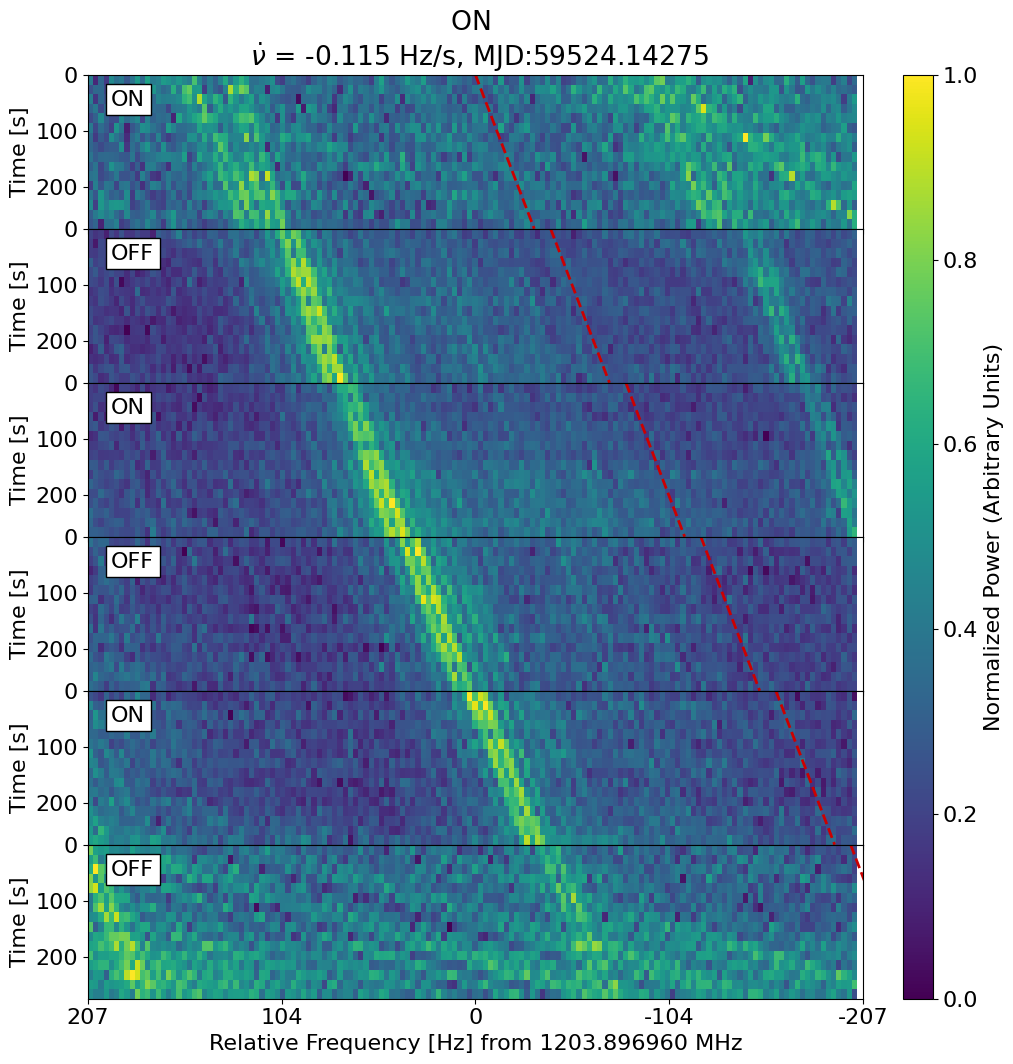 ON
ν̇ = -0.115 Hz/s, MJD:59524.14275
ON
OFF
ON
OFF
ON
OFF
Time [s]
0
100
200
Time [s]
0
100
200
Time [s]
0
100
200
Time [s]
0
100
200
Time [s]
0
100
200
Time [s]
0
100
200
207
104
0
-104
-207
Relative Frequency [Hz] from 1203.896960 MHz
1.0
0.8
0.6
0.4
0.2
0.0
Normalized Power (Arbitrary Units)